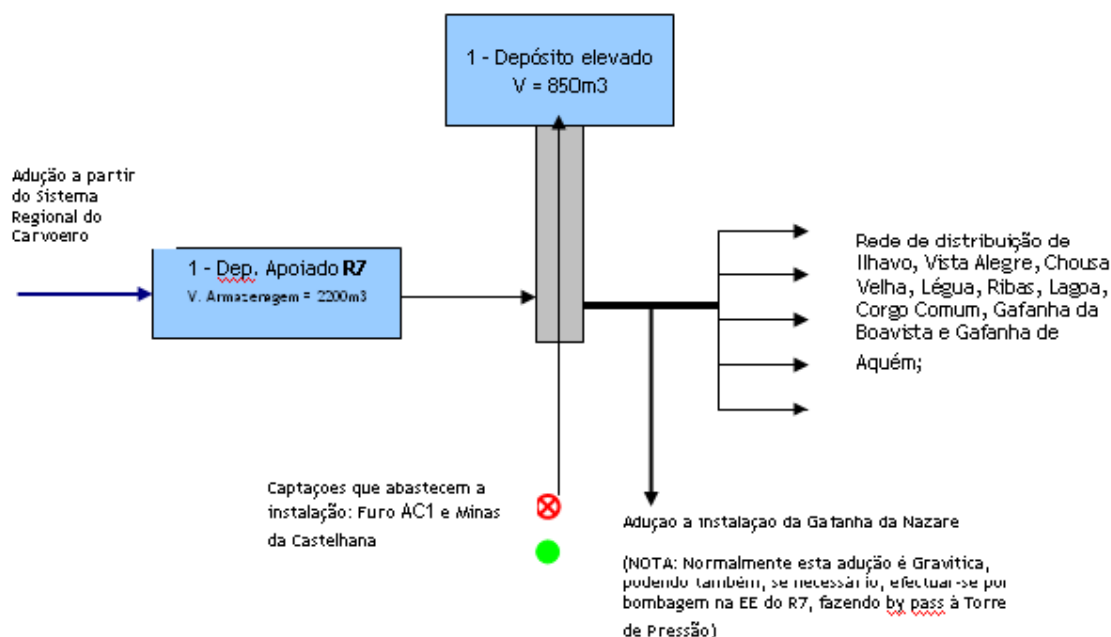 1 - Depósito elevado
V = 850m3
Adução a partir
do Sistema
Regional do
Carvoeiro
1 - Dep. Apoiado R7
V. Armazenagem = 2200m3
Rede de distribuição de
Ilhavo, Vista Alegre, Chousa
Velha, Légua, Ribas, Lagoa,
Corgo Comum, Gafanha da
Boavista e Gafanha de
Aquém;
Captações que abastecem a
instalação: Furo AC1 e Minas
da Castelhana
Adução a instalação da Gafanha da Nazare
(NOTA: Normalmente esta adução é Gravitica,
podendo também, se necessário, efectuar-se por
bombagem na EE do R7, fazendo by pass à Torre
de Pressão)